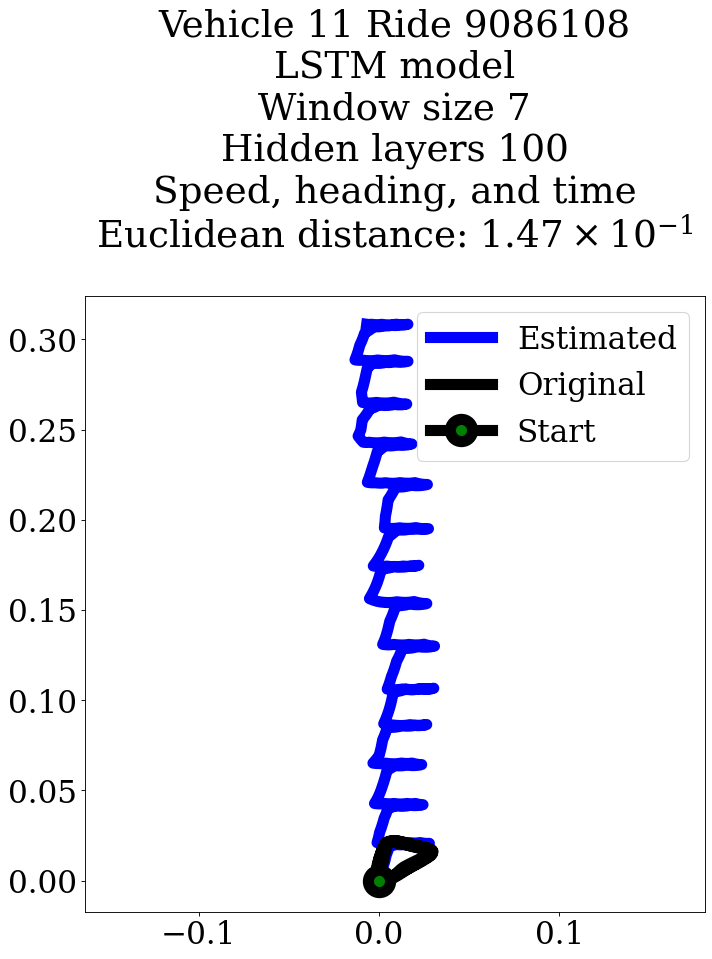 Vehicle 11 Ride 9086108
LSTM model
Window size 7
Hidden layers 100
Speed, heading, and time
Euclidean distance: 1.47 × 10⁻¹
Estimated
Original
Start
0.30
0.25
0.20
0.15
0.10
0.05
0.00
−0.1
0.0
0.1